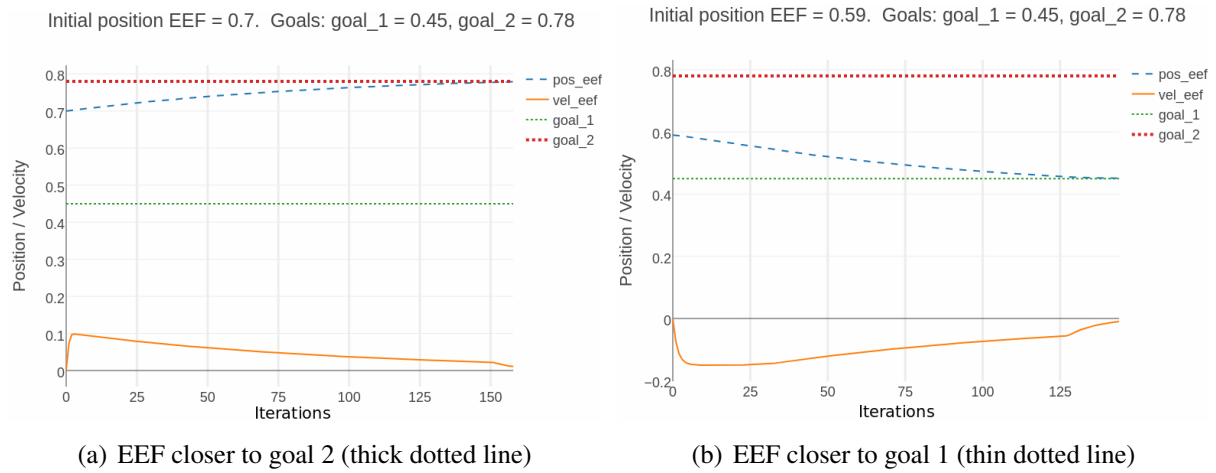 Initial position EEF = 0.7.  Goals: goal_1 = 0.45, goal_2 = 0.78
0.8
0.7
0.6
0.5
0.4
0.3
0.2
0.1
0
Position / Velocity
0 25 50 75 100 125 150
Iterations
pos_eef
vel_eef
goal_1
goal_2
(a) EEF closer to goal 2 (thick dotted line)
Initial position EEF = 0.59.  Goals: goal_1 = 0.45, goal_2 = 0.78
0.8
0.6
0.4
0.2
0
−0.2
Position / Velocity
0 25 50 75 100 125
Iterations
pos_eef
vel_eef
goal_1
goal_2
(b) EEF closer to goal 1 (thin dotted line)